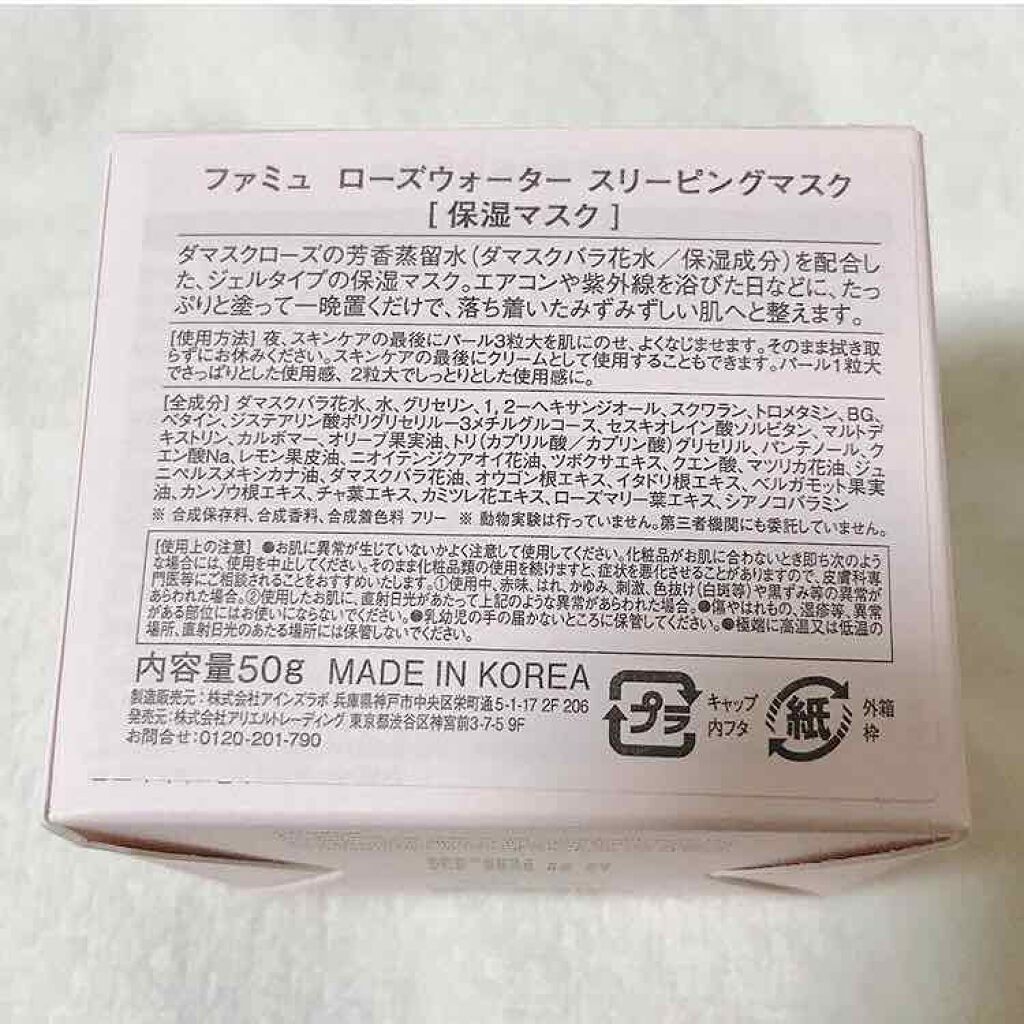 ファミュ ローズウォーター スリーピングマスク
[ 保湿マスク ]
ダマスクローズの芳香蒸留水(ダマスクバラ花水／保湿成分)を配合し
た、ジェルタイプの保湿マスク。エアコンや紫外線を浴びた日などに、たっ
ぷりと塗って一晩置くだけで、落ち着いたみずみずしい肌へと整えます。
[使用方法] 夜、スキンケアの最後にパール3粒大を肌にのせ、よくなじませます。そのまま拭き取
らずにお休みください。スキンケアの最後にクリームとして使用することもできます。パール1粒大
でさっぱりとした使用感、2粒大でしっとりとした使用感に。
[全成分] ダマスクバラ花水、水、グリセリン、1，2－ヘキサンジオール、スクワラン、トロメタミン、BG、
ベタイン、ジステアリン酸ポリグリセリルー3メチルグルコース、セスキオレイン酸ソルビタン、マルトデ
キストリン、カルボマー、オリーブ果実油、トリ(カプリル酸／カプリン酸)グリセリル、パンテノール、ク
エン酸Na、レモン果皮油、ニオイテンジクアオイ花油、ツボクサエキス、クエン酸、マツリカ花油、ジュ
ニペルスメキシカナ油、ダマスクバラ花油、オウゴン根エキス、イタドリ根エキス、ベルガモット果実
油、カンゾウ根エキス、チャ葉エキス、カミツレ花エキス、ローズマリー葉エキス、シアノコバラミン
※ 合成保存料、合成香料、合成着色料 フリー ※ 動物実験は行っていません。第三者機関にも委託していません。
[使用上の注意] ●お肌に異常が生じていないかよく注意して使用してください。化粧品がお肌に合わないとき即ち次のよう
な場合には、使用を中止してください。そのまま化粧品類の使用を続けますと、症状を悪化させることがありますので、皮膚科専
門医等にご相談されることをおすすめいたします。①使用中、赤味、はれ、かゆみ、刺激、色抜け(白斑等)や黒ずみ等の異常が
あらわれた場合。②使用したお肌に、直射日光があたって上記のような異常があらわれた場合。●傷やはれもの、湿疹等、異常
がある部位にはお使いにならないでください。●乳幼児の手の届かないところに保管してください。●極端に高温又は低温の
場所、直射日光のあたる場所には保管しないでください。
内容量50g MADE IN KOREA
製造販売元：株式会社アインズラボ 兵庫県神戸市中央区栄町通5-1-17 2F 206
発売元：株式会社アリエルトレーディング 東京都渋谷区神宮前3-7-5 9F
お問合せ：0120-201-790
プラ キャップ
内フタ
紙 外箱
枠